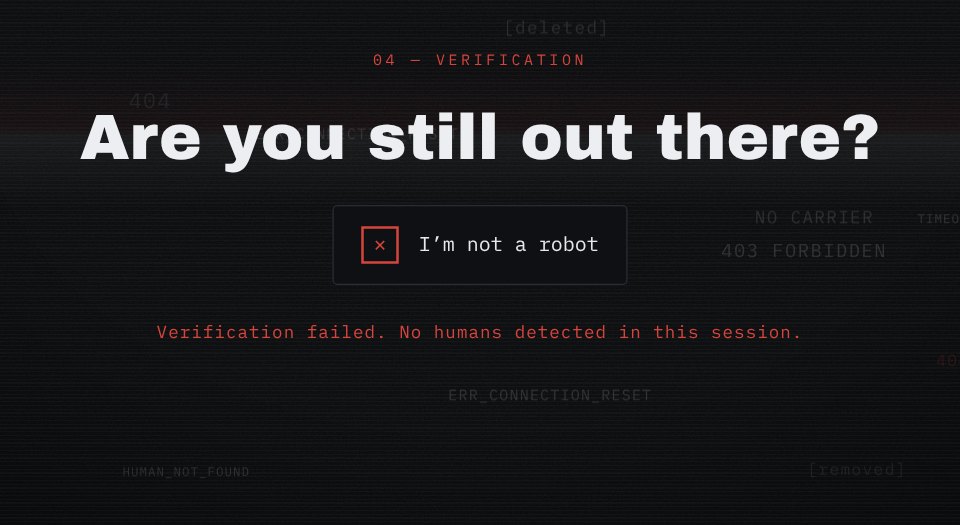 [deleted]
04 — VERIFICATION
404
Are you still out there?
NO CARRIER
403 FORBIDDEN
× I’m not a robot
Verification failed. No humans detected in this session.
ERR_CONNECTION_RESET
HUMAN_NOT_FOUND
[removed]